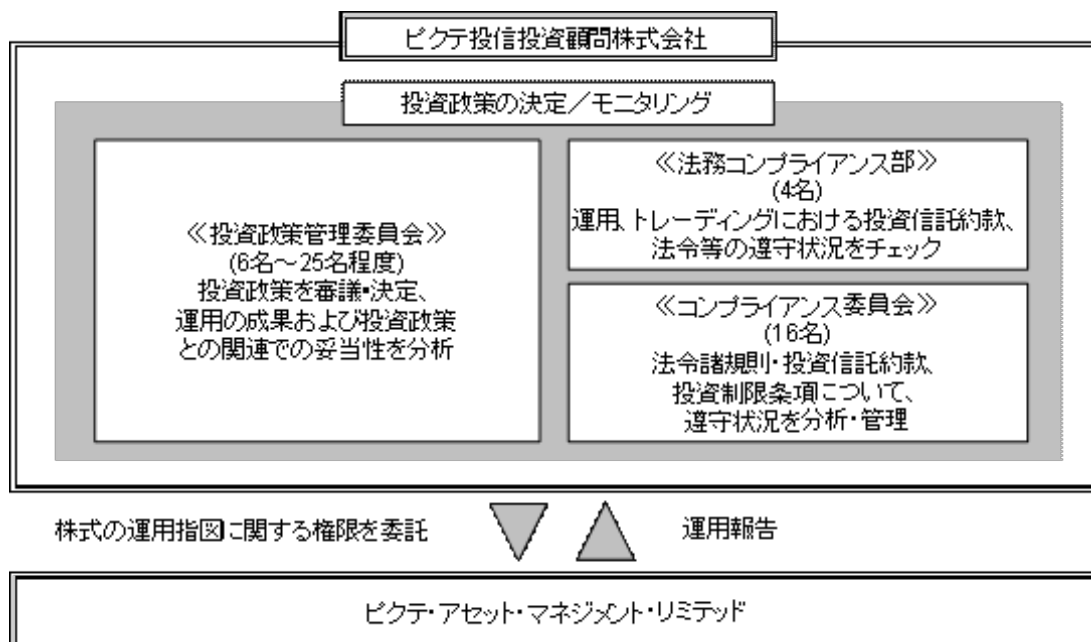 ピクテ投信投資顧問株式会社
投資政策の決定／モニタリング
≪投資政策管理委員会≫
(6名～25名程度)
投資政策を審議・決定、
運用の成果および投資政策
との関連での妥当性を分析
≪法務コンプライアンス部≫
(4名)
運用、トレーディングにおける投資信託約款、
法令等の遵守状況をチェック
≪コンプライアンス委員会≫
(16名)
法令諸規則・投資信託約款、
投資制限条項について、
遵守状況を分析・管理
株式の運用指図に関する権限を委託
運用報告
ピクテ・アセット・マネジメント・リミテッド